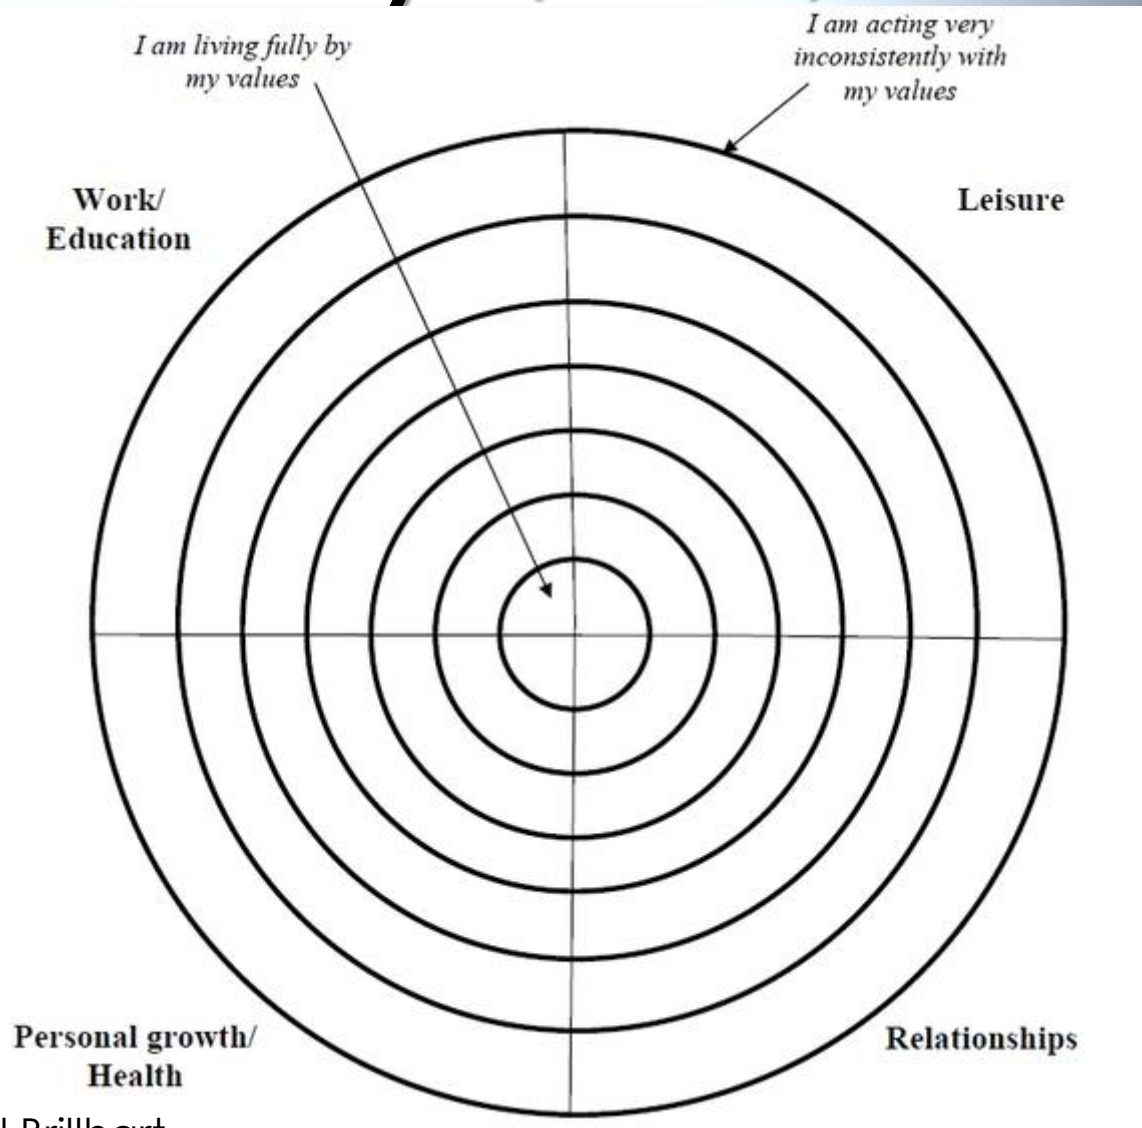 I am living fully by
my values
I am acting very
inconsistently with
my values
Work/
Education
Leisure
Personal growth/
Health
Relationships